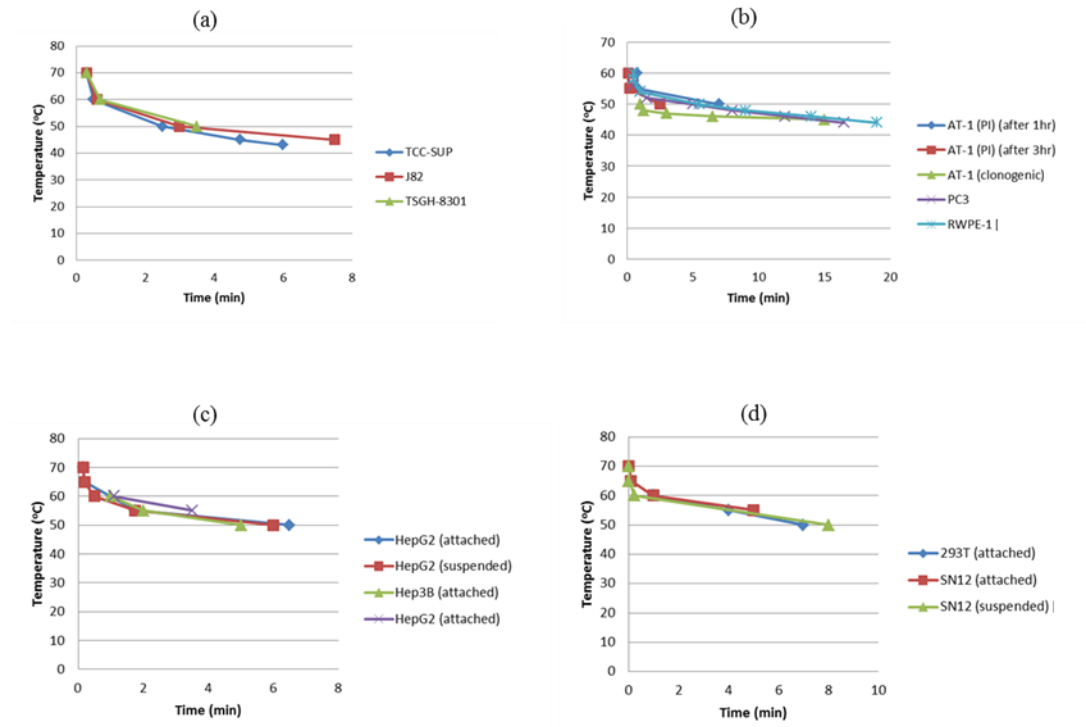 (a)
80
70
60
50
40
30
20
10
0
Temperature (ºC)
0 2 4 6 8
Time (min)
TCC-SUP
J82
TSGH-8301
(b)
70
60
50
40
30
20
10
0
Temperature (ºC)
0 5 10 15 20
Time (min)
AT-1 (PI) (after 1hr)
AT-1 (PI) (after 3hr)
AT-1 (clonogenic)
PC3
RWPE-1 |
(c)
80
70
60
50
40
30
20
10
0
Temperature (ºC)
0 2 4 6 8
Time (min)
HepG2 (attached)
HepG2 (suspended)
Hep3B (attached)
HepG2 (attached)
(d)
80
70
60
50
40
30
20
10
0
Temperature (ºC)
0 2 4 6 8 10
Time (min)
293T (attached)
SN12 (attached)
SN12 (suspended) |